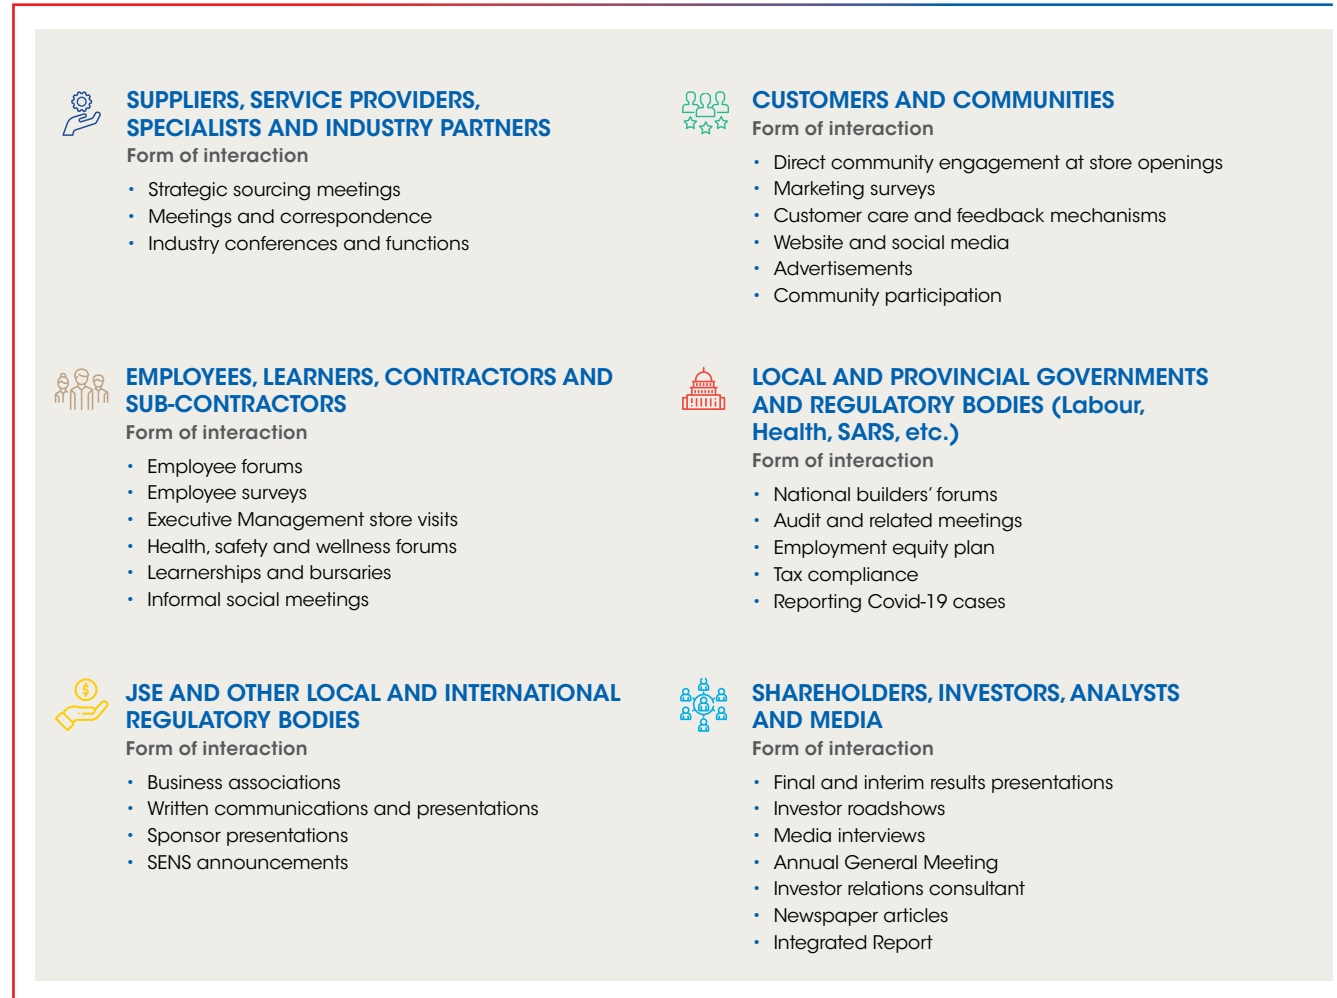 SUPPLIERS, SERVICE PROVIDERS,
SPECIALISTS AND INDUSTRY PARTNERS
Form of interaction
• Strategic sourcing meetings
• Meetings and correspondence
• Industry conferences and functions
CUSTOMERS AND COMMUNITIES
Form of interaction
• Direct community engagement at store openings
• Marketing surveys
• Customer care and feedback mechanisms
• Website and social media
• Advertisements
• Community participation
EMPLOYEES, LEARNERS, CONTRACTORS AND
SUB-CONTRACTORS
Form of interaction
• Employee forums
• Employee surveys
• Executive Management store visits
• Health, safety and wellness forums
• Learnerships and bursaries
• Informal social meetings
LOCAL AND PROVINCIAL GOVERNMENTS
AND REGULATORY BODIES (Labour,
Health, SARS, etc.)
Form of interaction
• National builders’ forums
• Audit and related meetings
• Employment equity plan
• Tax compliance
• Reporting Covid-19 cases
JSE AND OTHER LOCAL AND INTERNATIONAL
REGULATORY BODIES
Form of interaction
• Business associations
• Written communications and presentations
• Sponsor presentations
• SENS announcements
SHAREHOLDERS, INVESTORS, ANALYSTS
AND MEDIA
Form of interaction
• Final and interim results presentations
• Investor roadshows
• Media interviews
• Annual General Meeting
• Investor relations consultant
• Newspaper articles
• Integrated Report